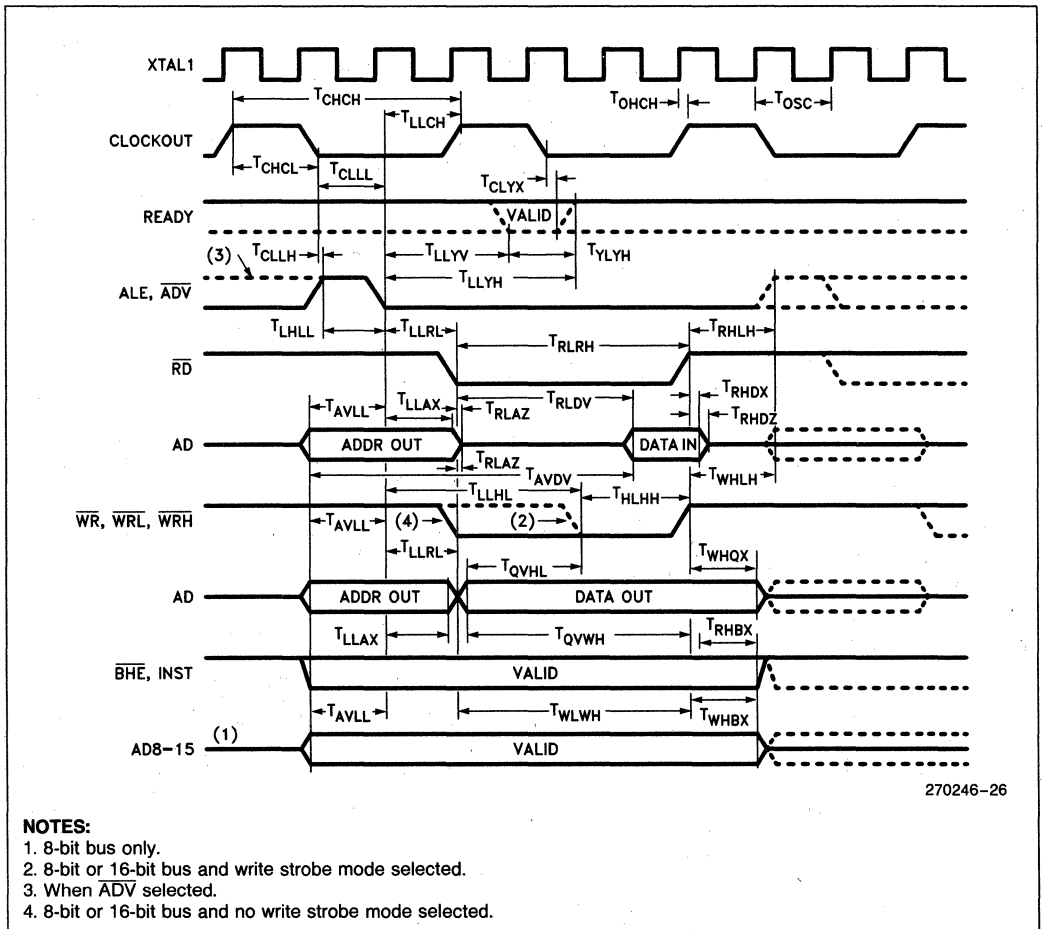 XTAL1
TCHCH
TOHCH
TOSC
TLLCH
CLOCKOUT
TCHCL
TCLLL
TCLYX
READY
VALID
TCLLH
TLLYV
TYLYH
(3)
TLLYH
ALE, ADV
TLHLL
TLLRL
TRLRH
TRHLH
RD
TRHDX
TAVLL
TLLAX
TRLAZ
TRLDV
TRHDZ
AD
ADDR OUT
DATA IN
TRLAZ
TAVDV
TWHLH
TLLHL
THLHH
WR, WRL, WRH
TAVLL
(4)
(2)
TLLRL
TQVHL
TWHQX
AD
ADDR OUT
DATA OUT
TLLAX
TQVWH
TRHBX
BHE, INST
VALID
TAVLL
TWLWH
TWHBX
(1)
AD8-15
VALID
270246-26
NOTES:
1. 8-bit bus only.
2. 8-bit or 16-bit bus and write strobe mode selected.
3. When ADV selected.
4. 8-bit or 16-bit bus and no write strobe mode selected.